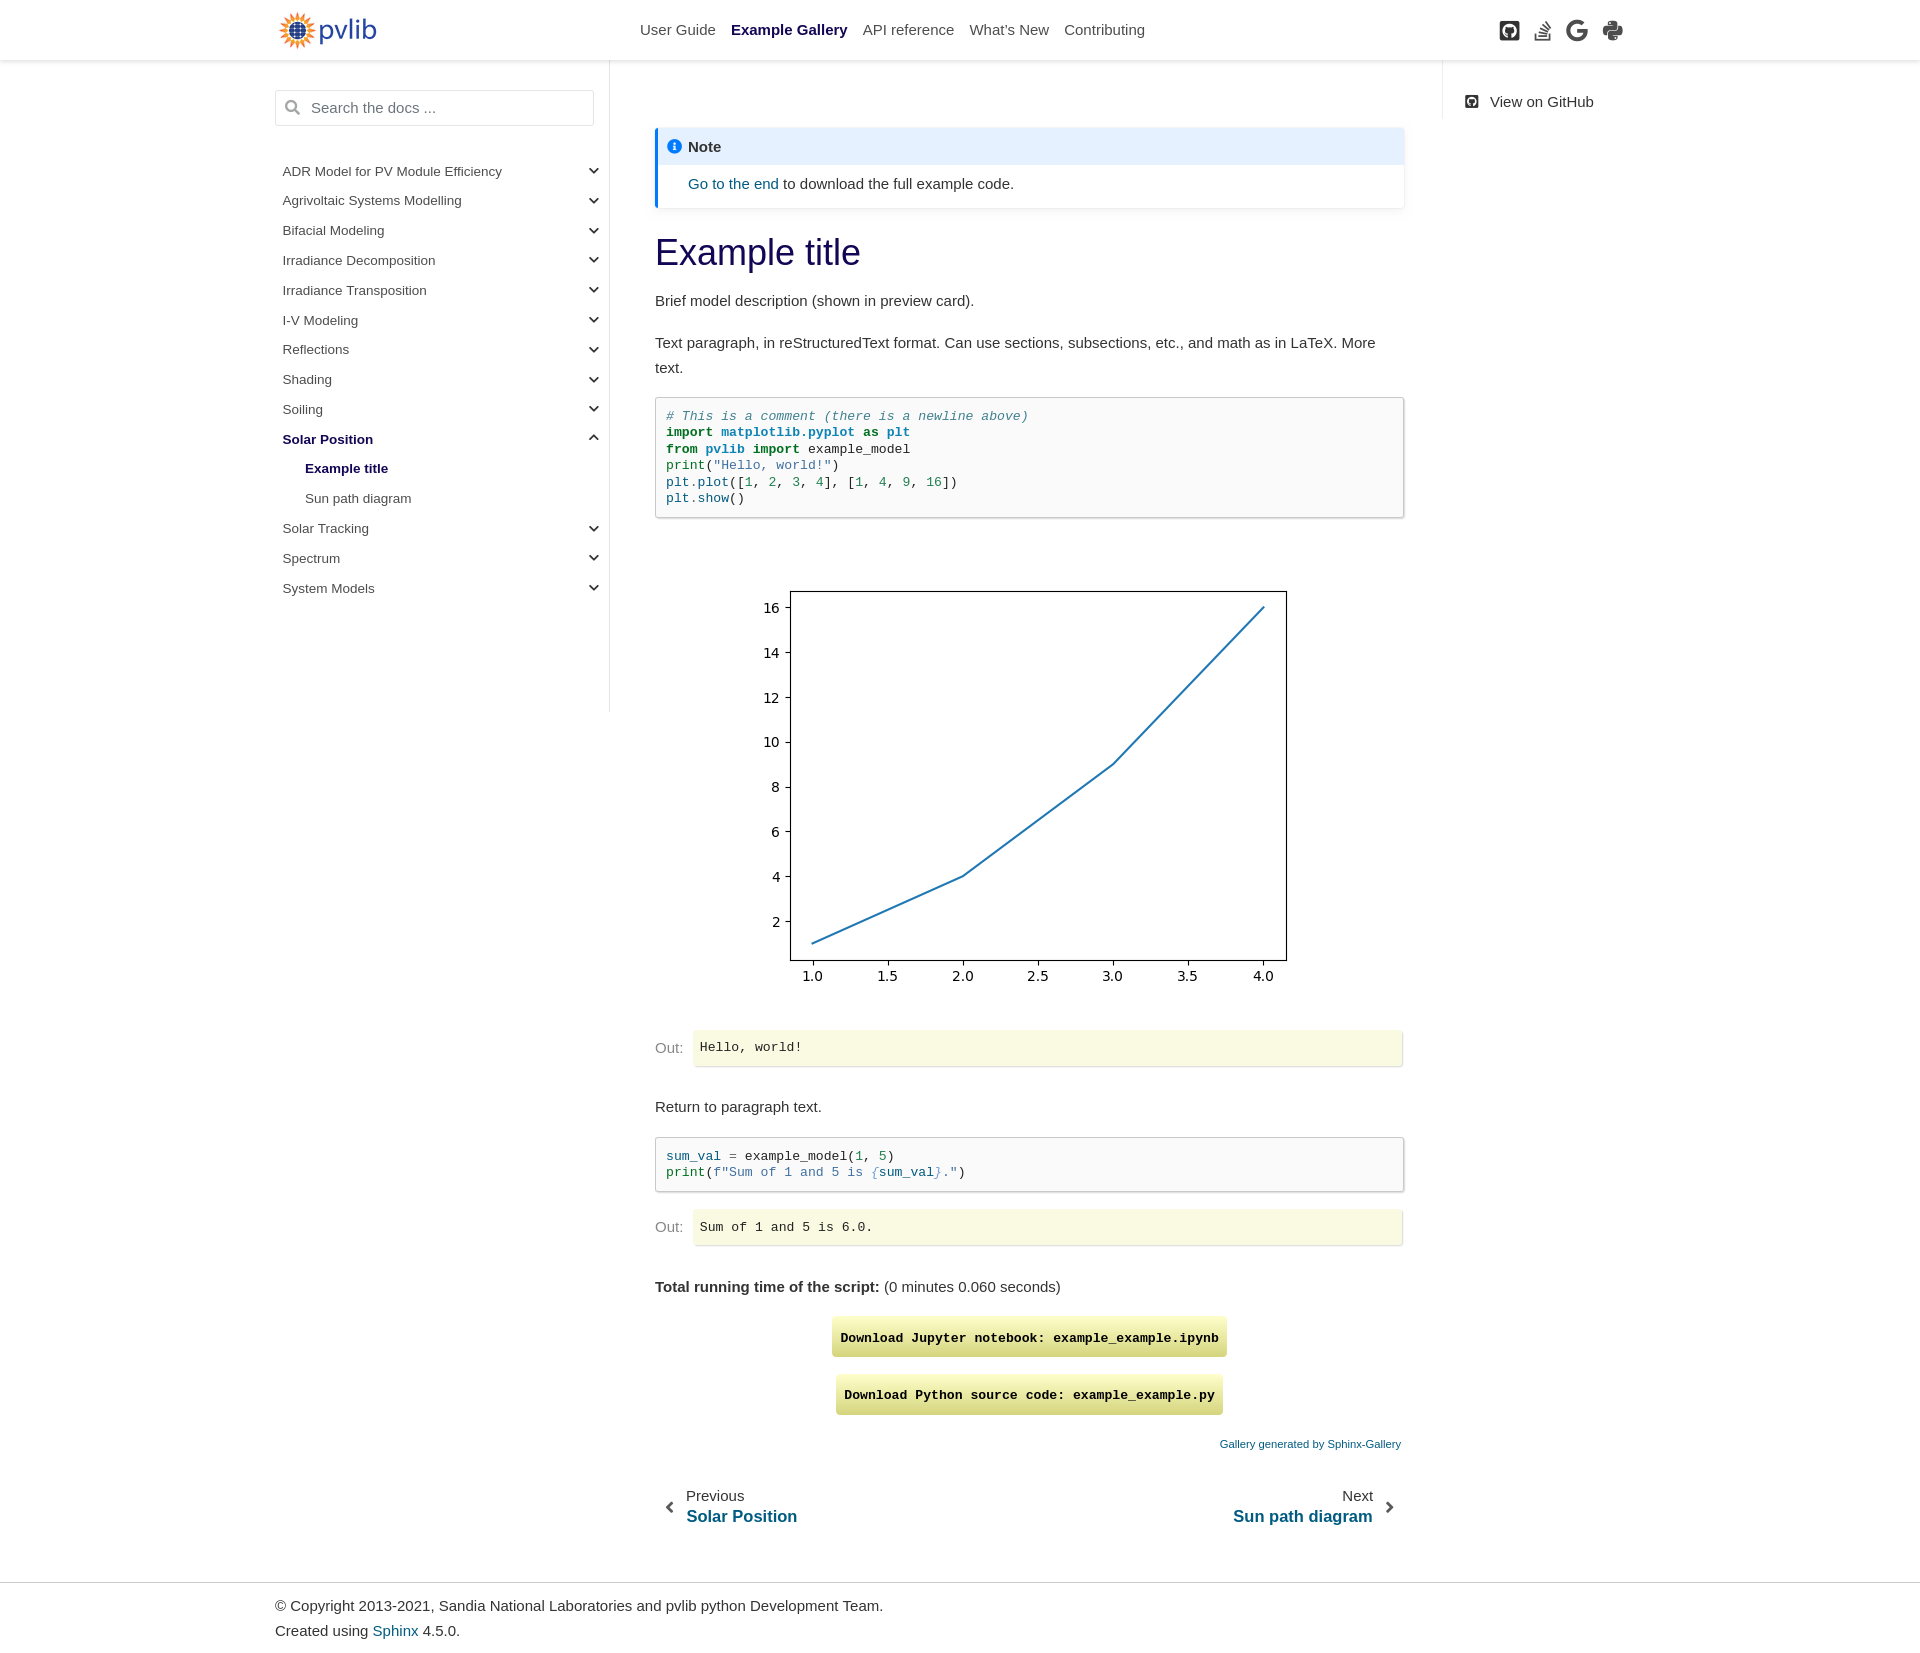 pvlib
User Guide Example Gallery API reference What's New Contributing
Search the docs ...
View on GitHub
ADR Model for PV Module Efficiency
Agrivoltaic Systems Modelling
Bifacial Modeling
Irradiance Decomposition
Irradiance Transposition
I-V Modeling
Reflections
Shading
Soiling
Solar Position
Example title
Sun path diagram
Solar Tracking
Spectrum
System Models
Note
Go to the end to download the full example code.
Example title
Brief model description (shown in preview card).
Text paragraph, in reStructuredText format. Can use sections, subsections, etc., and math as in LaTeX. More
text.
# This is a comment (there is a newline above)
import matplotlib.pyplot as plt
from pvlib import example_model
print("Hello, world!")
plt.plot([1, 2, 3, 4], [1, 4, 9, 16])
plt.show()
16
14
12
10
8
6
4
2
1.0 1.5 2.0 2.5 3.0 3.5 4.0
Out: Hello, world!
Return to paragraph text.
sum_val = example_model(1, 5)
print(f"Sum of 1 and 5 is {sum_val}.")
Out: Sum of 1 and 5 is 6.0.
Total running time of the script: (0 minutes 0.060 seconds)
Download Jupyter notebook: example_example.ipynb
Download Python source code: example_example.py
Gallery generated by Sphinx-Gallery
Previous
Solar Position
Next
Sun path diagram
© Copyright 2013-2021, Sandia National Laboratories and pvlib python Development Team.
Created using Sphinx 4.5.0.